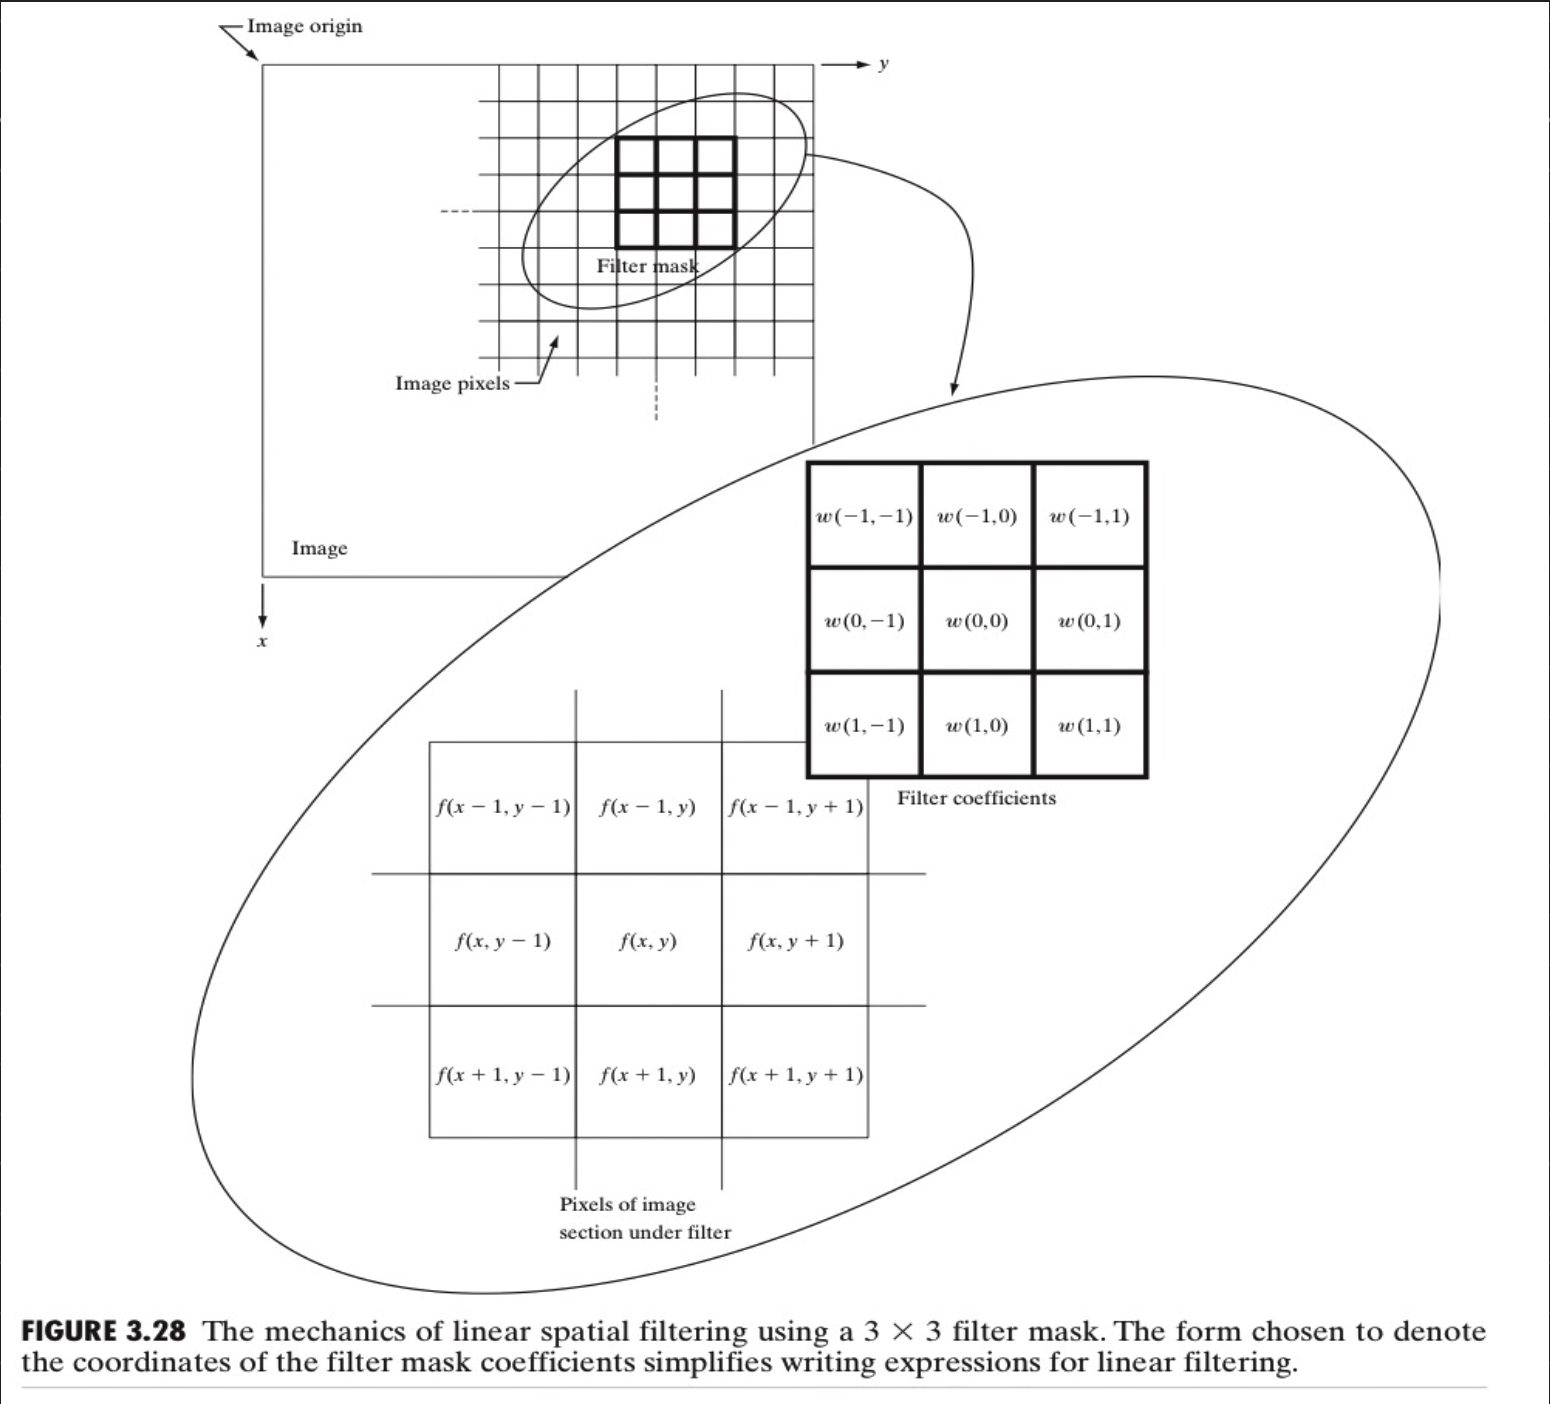 Image origin
y
Filter mask
Image pixels
Image
x
w(−1,−1) w(−1,0) w(−1,1)
w(0,−1) w(0,0) w(0,1)
w(1,−1) w(1,0) w(1,1)
Filter coefficients
f(x − 1, y − 1) f(x − 1, y) f(x − 1, y + 1)
f(x, y − 1) f(x, y) f(x, y + 1)
f(x + 1, y − 1) f(x + 1, y) f(x + 1, y + 1)
Pixels of image
section under filter
FIGURE 3.28 The mechanics of linear spatial filtering using a 3 × 3 filter mask. The form chosen to denote
the coordinates of the filter mask coefficients simplifies writing expressions for linear filtering.